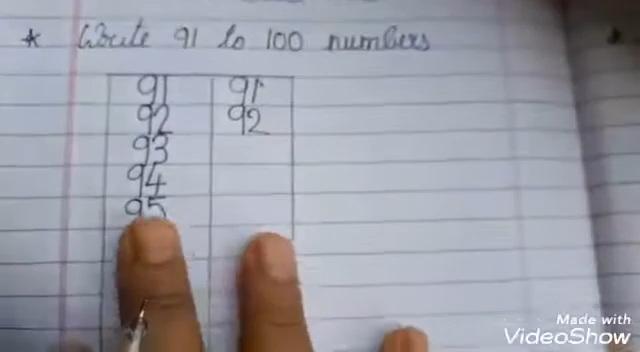 * Write 91 to 100 numbers
91 91
92 92
93
94
95
Made with
VideoShow